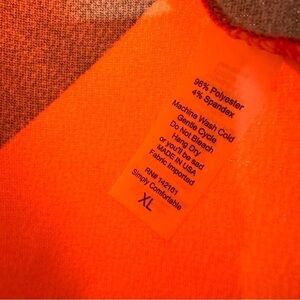 96% Polyester
4% Spandex
Machine Wash Cold
Gentle Cycle
Do Not Bleach
Hang Dry
or you'll be sad
MADE IN USA
Fabric Imported
RN# 142101
Simply Comfortable
XL